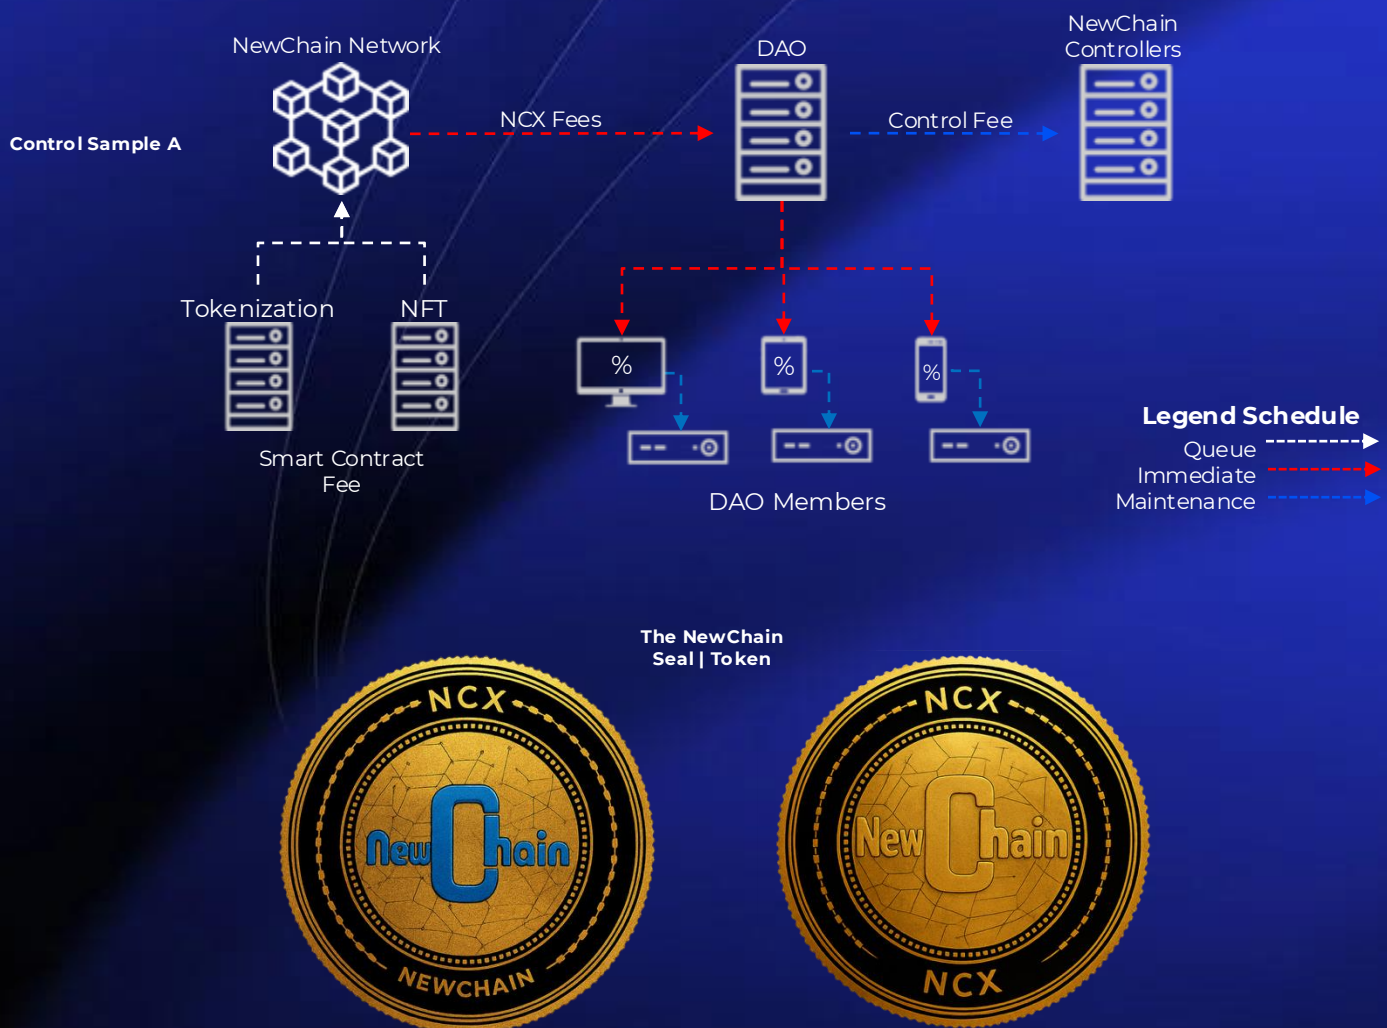 NewChain Network
DAO
NewChain
Controllers
Control Sample A
NCX Fees
Control Fee
Tokenization
NFT
%
%
%
Smart Contract
Fee
DAO Members
Legend Schedule
Queue
Immediate
Maintenance
The NewChain
Seal | Token
NCX
NewChain
NEWCHAIN
NCX
NewChain
NCX